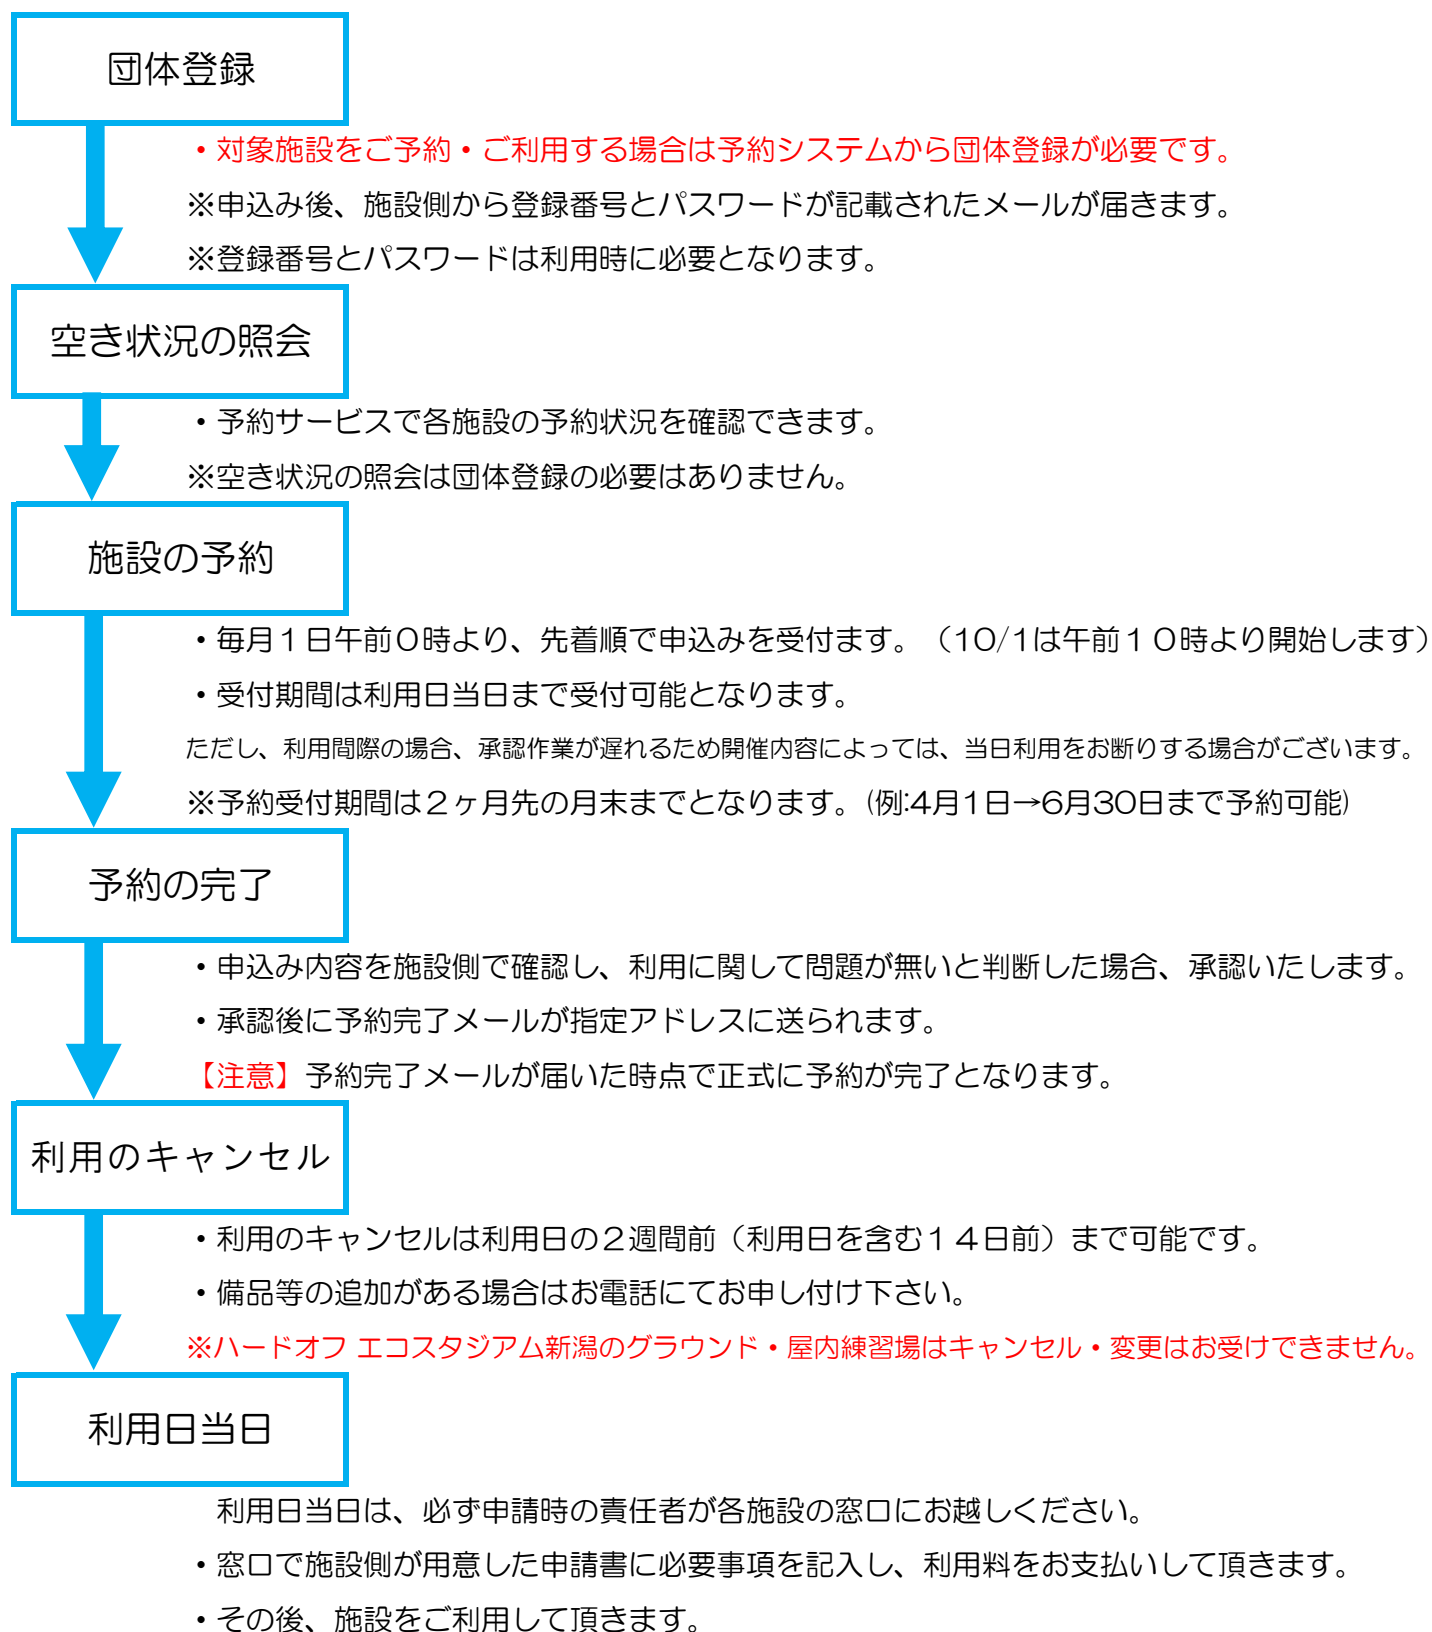 団体登録
・対象施設をご予約・ご利用する場合は予約システムから団体登録が必要です。
※申込み後、施設側から登録番号とパスワードが記載されたメールが届きます。
※登録番号とパスワードは利用時に必要となります。
空き状況の照会
・予約サービスで各施設の予約状況を確認できます。
※空き状況の照会は団体登録の必要はありません。
施設の予約
・毎月１日午前０時より、先着順で申込みを受付ます。（10/1は午前１０時より開始します）
・受付期間は利用日当日まで受付可能となります。
ただし、利用間際の場合、承認作業が遅れるため開催内容によっては、当日利用をお断りする場合がございます。
※予約受付期間は２ヶ月先の月末までとなります。(例:4月1日→6月30日まで予約可能)
予約の完了
・申込み内容を施設側で確認し、利用に関して問題が無いと判断した場合、承認いたします。
・承認後に予約完了メールが指定アドレスに送られます。
【注意】予約完了メールが届いた時点で正式に予約が完了となります。
利用のキャンセル
・利用のキャンセルは利用日の２週間前（利用日を含む１４日前）まで可能です。
・備品等の追加がある場合はお電話にてお申し付け下さい。
※ハードオフ エコスタジアム新潟のグラウンド・屋内練習場はキャンセル・変更はお受けできません。
利用日当日
利用日当日は、必ず申請時の責任者が各施設の窓口にお越しください。
・窓口で施設側が用意した申請書に必要事項を記入し、利用料をお支払いして頂きます。
・その後、施設をご利用して頂きます。